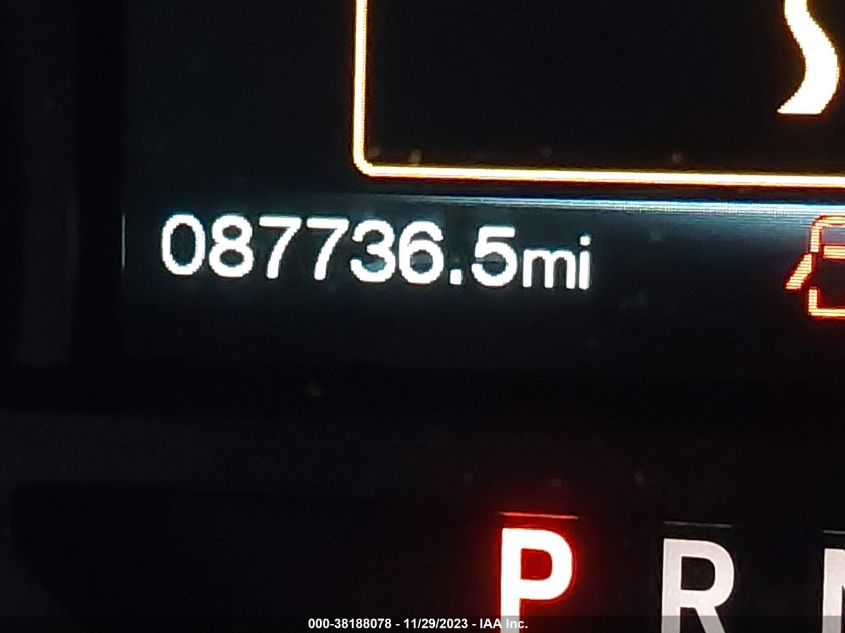 087736.5mi
P R
000-38188078 - 11/29/2023 - IAA Inc.